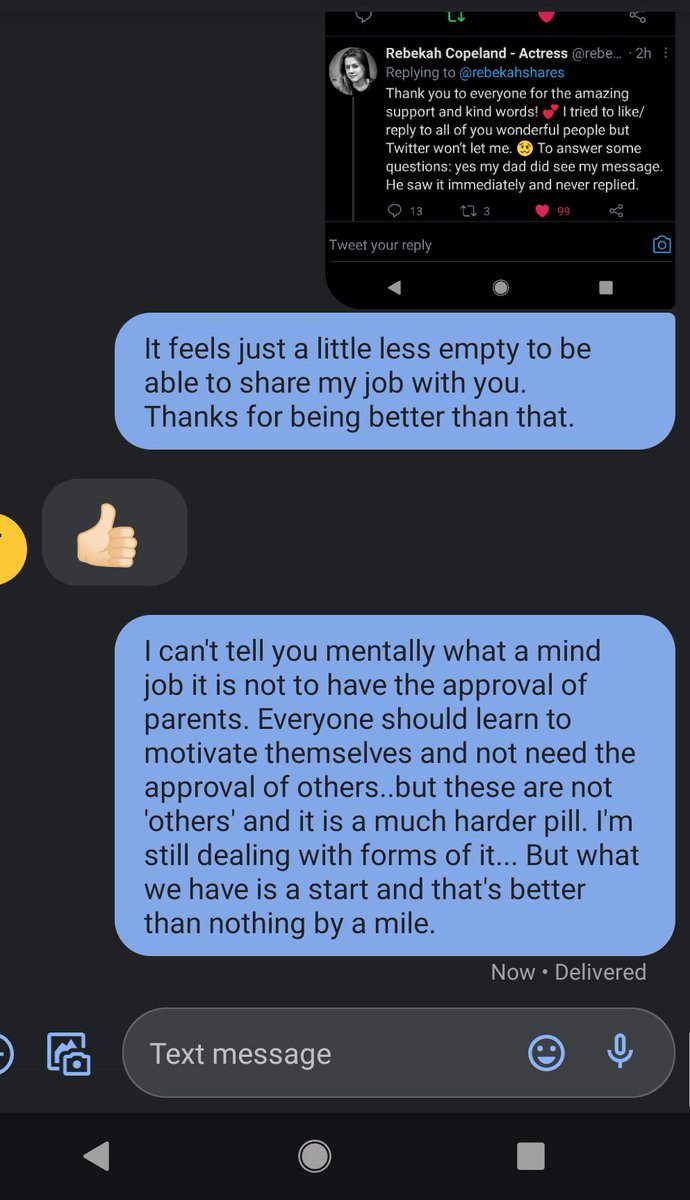 Rebekah Copeland - Actress @rebe... · 2h
Replying to @rebekahshares
Thank you to everyone for the amazing
support and kind words! 💕 I tried to like/
reply to all of you wonderful people but
Twitter won't let me. 🥴 To answer some
questions: yes my dad did see my message.
He saw it immediately and never replied.
13 3 99
Tweet your reply
It feels just a little less empty to be
able to share my job with you.
Thanks for being better than that.
👍🏻
I can't tell you mentally what a mind
job it is not to have the approval of
parents. Everyone should learn to
motivate themselves and not need the
approval of others..but these are not
'others' and it is a much harder pill. I'm
still dealing with forms of it... But what
we have is a start and that's better
than nothing by a mile.
Now • Delivered
Text message